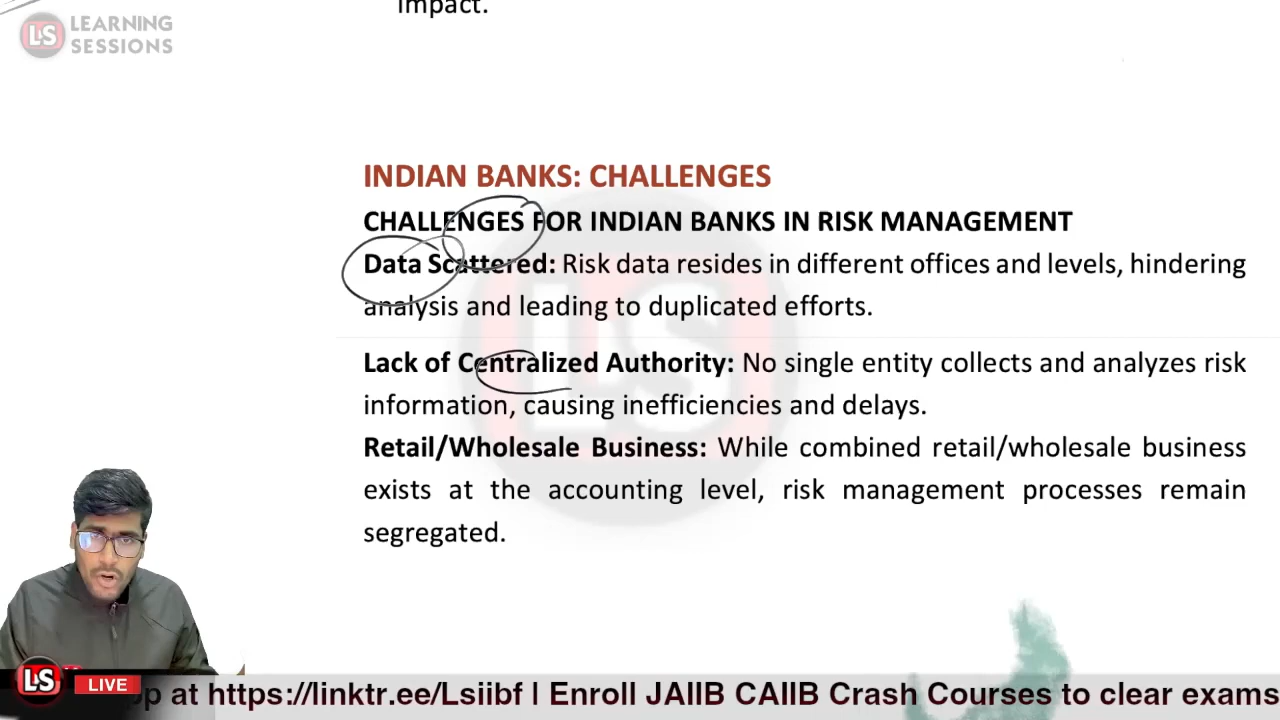 impact.
LS LEARNING
SESSIONS
INDIAN BANKS: CHALLENGES
CHALLENGES FOR INDIAN BANKS IN RISK MANAGEMENT
Data Scattered: Risk data resides in different offices and levels, hindering
analysis and leading to duplicated efforts.
Lack of Centralized Authority: No single entity collects and analyzes risk
information, causing inefficiencies and delays.
Retail/Wholesale Business: While combined retail/wholesale business
exists at the accounting level, risk management processes remain
segregated.
LS
LS LIVE
at https://linktr.ee/Lsiibf | Enroll JAIIB CAIIB Crash Courses to clear exams